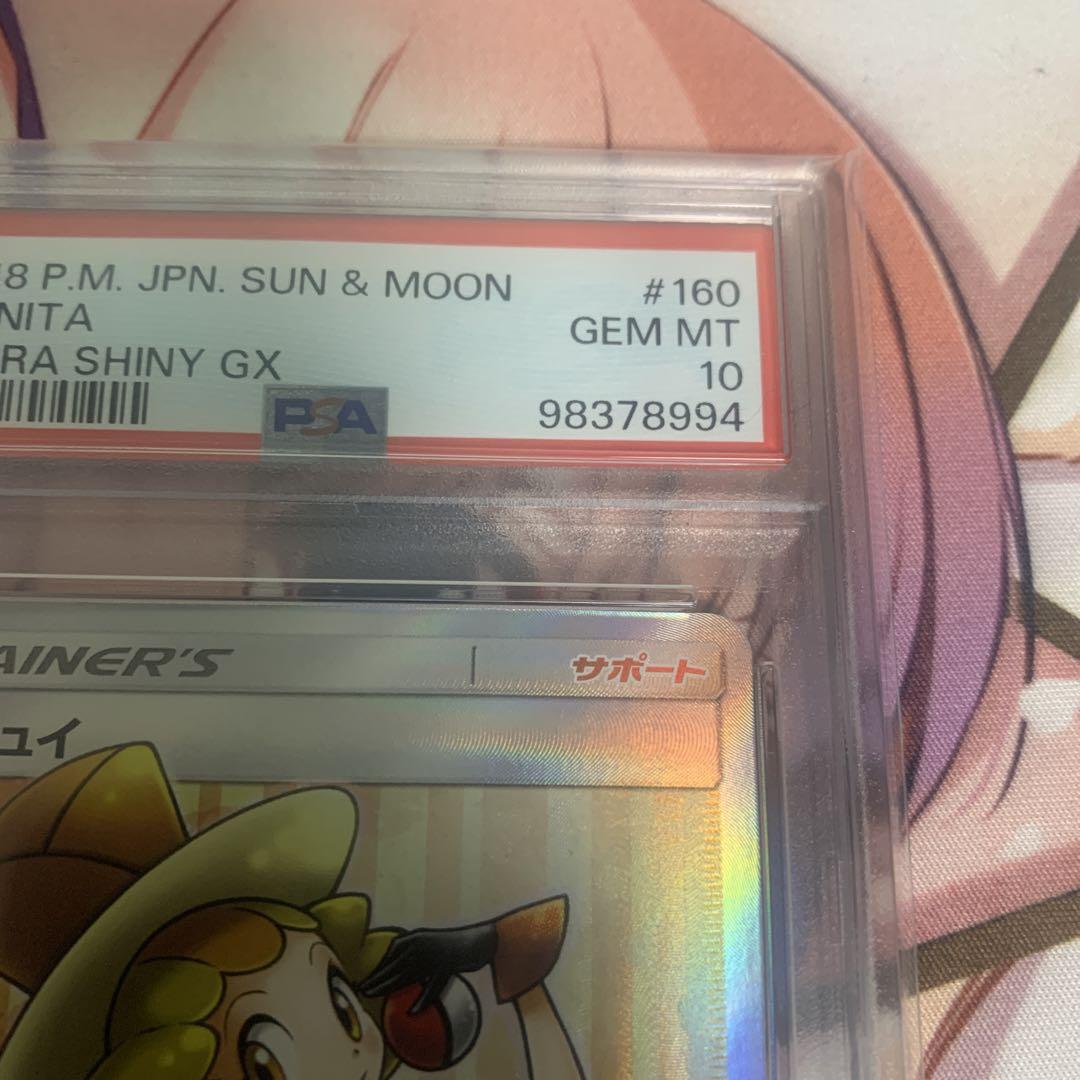 8 P.M. JPN. SUN & MOON #160
NITA GEM MT
RA SHINY GX 10
PSA 98378994
AINER'S サポート
ュイ